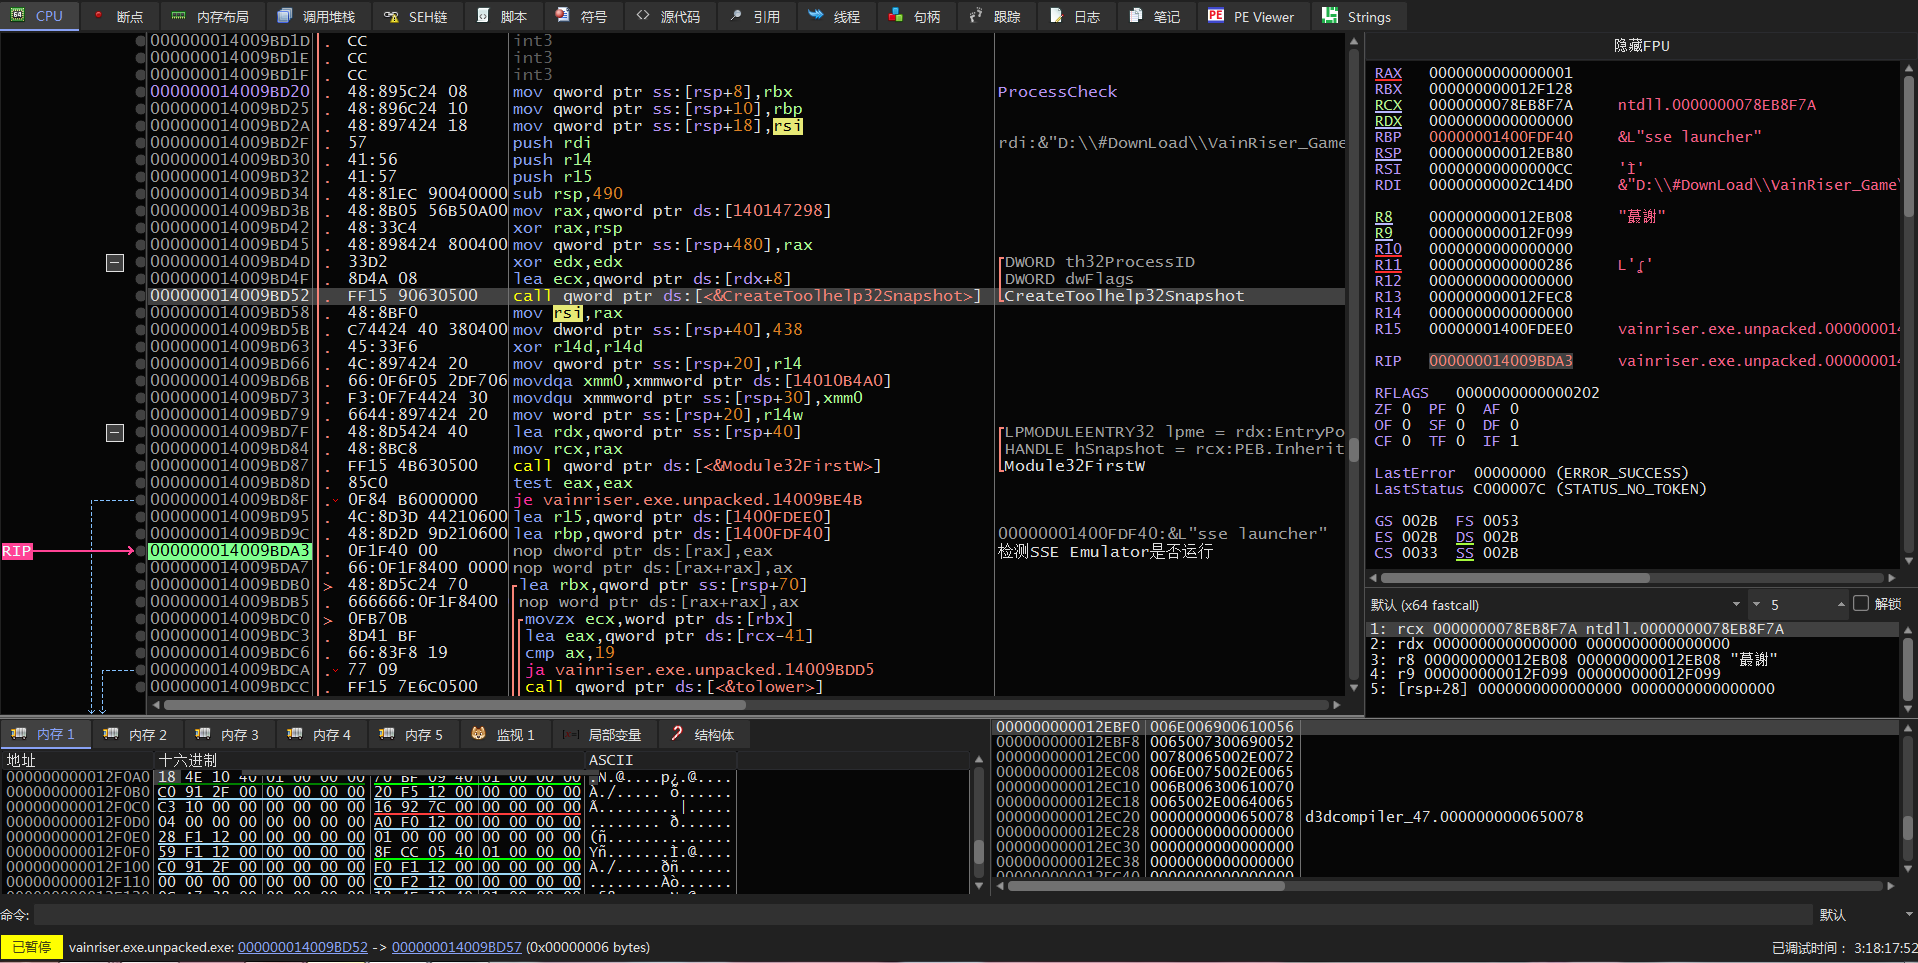 CPU 断点 内存布局 调用堆栈 SEH链 脚本 符号 源代码 引用 线程 句柄 跟踪 日志 笔记 PE Viewer Strings
000000014009BD1D . CC int3
000000014009BD1E . CC int3
000000014009BD1F . CC int3
000000014009BD20 . 48:895C24 08 mov qword ptr ss:[rsp+8],rbx ProcessCheck
000000014009BD25 . 48:896C24 10 mov qword ptr ss:[rsp+10],rbp
000000014009BD2A . 48:897424 18 mov qword ptr ss:[rsp+18],rsi
000000014009BD2F . 57 push rdi rdi:&"D:\\#DownLoad\\VainRiser_Game
000000014009BD30 . 41:56 push r14
000000014009BD32 . 41:57 push r15
000000014009BD34 . 48:81EC 90040000 sub rsp,490
000000014009BD3B . 48:8B05 56B50A00 mov rax,qword ptr ds:[140147298]
000000014009BD42 . 48:33C4 xor rax,rsp
000000014009BD45 . 48:898424 800400 mov qword ptr ss:[rsp+480],rax
000000014009BD4D . 33D2 xor edx,edx DWORD th32ProcessID
000000014009BD4F . 8D4A 08 lea ecx,qword ptr ds:[rdx+8] DWORD dwFlags
000000014009BD52 . FF15 90630500 call qword ptr ds:[<&CreateToolhelp32Snapshot>] CreateToolhelp32Snapshot
000000014009BD58 . 48:8BF0 mov rsi,rax
000000014009BD5B . C74424 40 380400 mov dword ptr ss:[rsp+40],438
000000014009BD63 . 45:33F6 xor r14d,r14d
000000014009BD66 . 4C:897424 20 mov qword ptr ss:[rsp+20],r14
000000014009BD6B . 66:0F6F05 2DF706 movdqa xmm0,xmmword ptr ds:[14010B4A0]
000000014009BD73 . F3:0F7F4424 30 movdqu xmmword ptr ss:[rsp+30],xmm0
000000014009BD79 . 6644:897424 20 mov word ptr ss:[rsp+20],r14w
000000014009BD7F . 48:8D5424 40 lea rdx,qword ptr ss:[rsp+40] LPMODULEENTRY32 lpme = rdx:EntryPo
000000014009BD84 . 48:8BC8 mov rcx,rax HANDLE hSnapshot = rcx:PEB.Inherit
000000014009BD87 . FF15 4B630500 call qword ptr ds:[<&Module32FirstW>] Module32FirstW
000000014009BD8D . 85C0 test eax,eax
000000014009BD8F . 0F84 B6000000 je vainriser.exe.unpacked.14009BE4B
000000014009BD95 . 4C:8D3D 44210600 lea r15,qword ptr ds:[1400FDEE0]
000000014009BD9C . 48:8D2D 9D210600 lea rbp,qword ptr ds:[1400FDF40] 00000001400FDF40:&L"sse launcher"
RIP 000000014009BDA3 . 0F1F40 00 nop dword ptr ds:[rax],eax 检测SSE Emulator是否运行
000000014009BDA7 . 66:0F1F8400 0000 nop word ptr ds:[rax+rax],ax
000000014009BDB0 > 48:8D5C24 70 lea rbx,qword ptr ss:[rsp+70]
000000014009BDB5 . 666666:0F1F8400 nop word ptr ds:[rax+rax],ax
000000014009BDC0 > 0FB70B movzx ecx,word ptr ds:[rbx]
000000014009BDC3 . 8D41 BF lea eax,qword ptr ds:[rcx-41]
000000014009BDC6 . 66:83F8 19 cmp ax,19
000000014009BDCA . 77 09 ja vainriser.exe.unpacked.14009BDD5
000000014009BDCC . FF15 7E6C0500 call qword ptr ds:[<&tolower>]
隐藏FPU
RAX 0000000000000001
RBX 000000000012F128
RCX 0000000078EB8F7A ntdll.0000000078EB8F7A
RDX 0000000000000000
RBP 00000001400FDF40 &L"sse launcher"
RSP 000000000012EB80
RSI 00000000000000CC 'Ì'
RDI 00000000002C14D0 &"D:\\#DownLoad\\VainRiser_Game\
R8 000000000012EB08 "蕞謝"
R9 000000000012F099
R10 0000000000000000
R11 0000000000000286 L'ʆ'
R12 0000000000000000
R13 000000000012FEC8
R14 0000000000000000
R15 00000001400FDEE0 vainriser.exe.unpacked.000000014
RIP 000000014009BDA3 vainriser.exe.unpacked.000000014
RFLAGS 0000000000000202
ZF 0 PF 0 AF 0
OF 0 SF 0 DF 0
CF 0 TF 0 IF 1
LastError 00000000 (ERROR_SUCCESS)
LastStatus C000007C (STATUS_NO_TOKEN)
GS 002B FS 0053
ES 002B DS 002B
CS 0033 SS 002B
默认 (x64 fastcall) 5 解锁
1: rcx 0000000078EB8F7A ntdll.0000000078EB8F7A
2: rdx 0000000000000000 0000000000000000
3: r8 000000000012EB08 000000000012EB08 "蕞謝"
4: r9 000000000012F099 000000000012F099
5: [rsp+28] 0000000000000000 0000000000000000
内存 1 内存 2 内存 3 内存 4 内存 5 监视 1 局部变量 结构体
地址 十六进制 ASCII
000000000012F0A0 18 4E 10 40 01 00 00 00 70 BF 09 40 01 00 00 00 .N.@....p¿.@....
000000000012F0B0 C0 91 2F 00 00 00 00 00 20 F5 12 00 00 00 00 00 À./..... õ......
000000000012F0C0 C3 10 00 00 00 00 00 00 16 92 7C 00 00 00 00 00 Ã.........|.....
000000000012F0D0 04 00 00 00 00 00 00 00 A0 F0 12 00 00 00 00 00 ........ ð......
000000000012F0E0 28 F1 12 00 00 00 00 00 01 00 00 00 00 00 00 00 (ñ..............
000000000012F0F0 59 F1 12 00 00 00 00 00 8F CC 05 40 01 00 00 00 Yñ.......Ì.@....
000000000012F100 C0 91 2F 00 00 00 00 00 F0 F1 12 00 00 00 00 00 À./.....ðñ......
000000000012F110 00 00 00 00 00 00 00 00 C0 F2 12 00 00 00 00 00 ........Àò......
000000000012EBF0 006E006900610056
000000000012EBF8 0065007300690052
000000000012EC00 00780065002E0072
000000000012EC08 006E0075002E0065
000000000012EC10 006B006300610070
000000000012EC18 0065002E00640065
000000000012EC20 0000000000650078 d3dcompiler_47.0000000000650078
000000000012EC28 0000000000000000
000000000012EC30 0000000000000000
000000000012EC38 0000000000000000
000000000012EC40 0000000000000000
命令: 默认
已暂停 vainriser.exe.unpacked.exe: 000000014009BD52 -> 000000014009BD57 (0x00000006 bytes) 已调试时间： 3:18:17:52